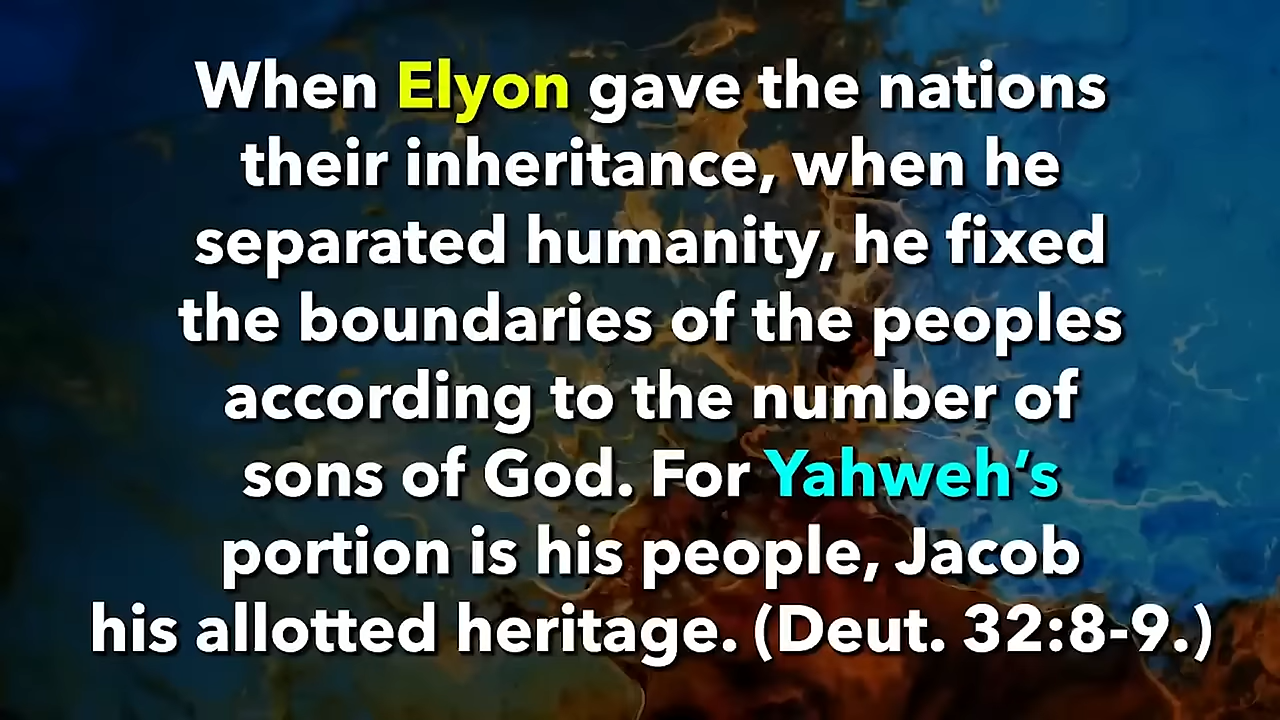 When Elyon gave the nations
their inheritance, when he
separated humanity, he fixed
the boundaries of the peoples
according to the number of
sons of God. For Yahweh’s
portion is his people, Jacob
his allotted heritage. (Deut. 32:8-9.)